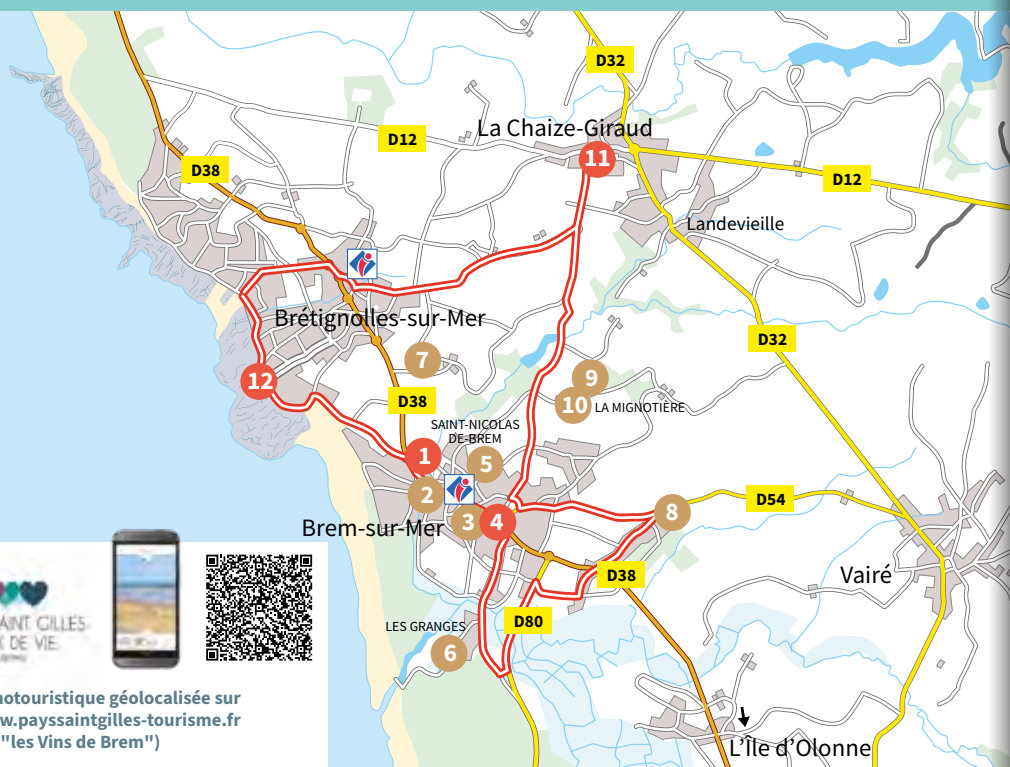 D32
La Chaize-Giraud
D12
11
D38
D12
Landevieille
Brétignolles-sur-Mer
D32
7
9
12
10 LA MIGNOTIÈRE
D38
SAINT-NICOLAS
DE-BREM
1
5
2
D54
8
3
4
Brem-sur-Mer
D38
Vairé
D80
LES GRANGES
6
AINT GILLES
X DE VIE
notouristique géolocalisée sur
w.payssaintgilles-tourisme.fr
"les Vins de Brem")
L'Île d'Olonne